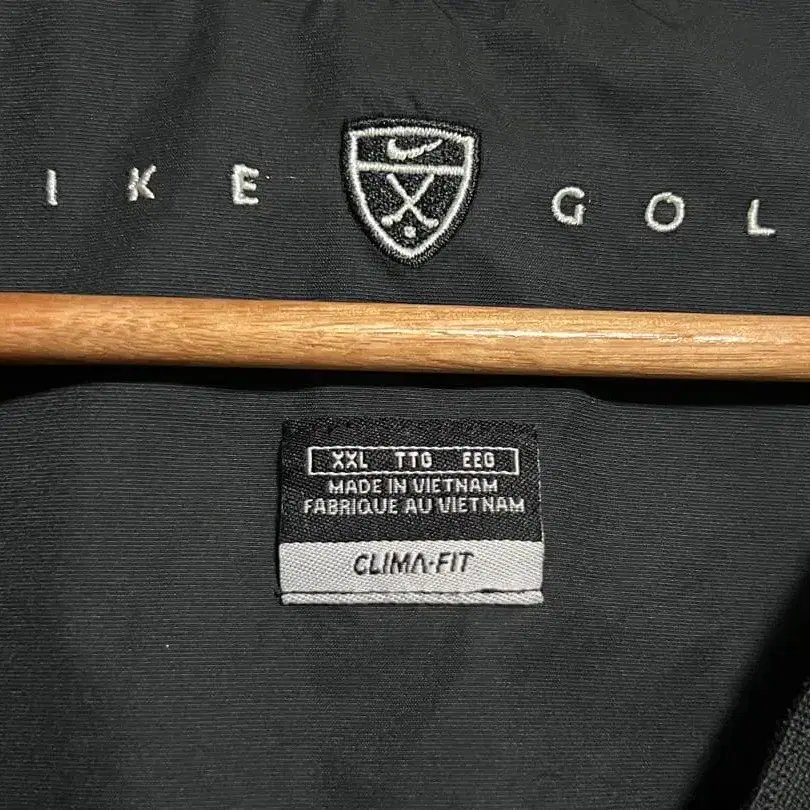 IKE GOL
XXL TTG EEG
MADE IN VIETNAM
FABRIQUE AU VIETNAM
CLIMA-FIT